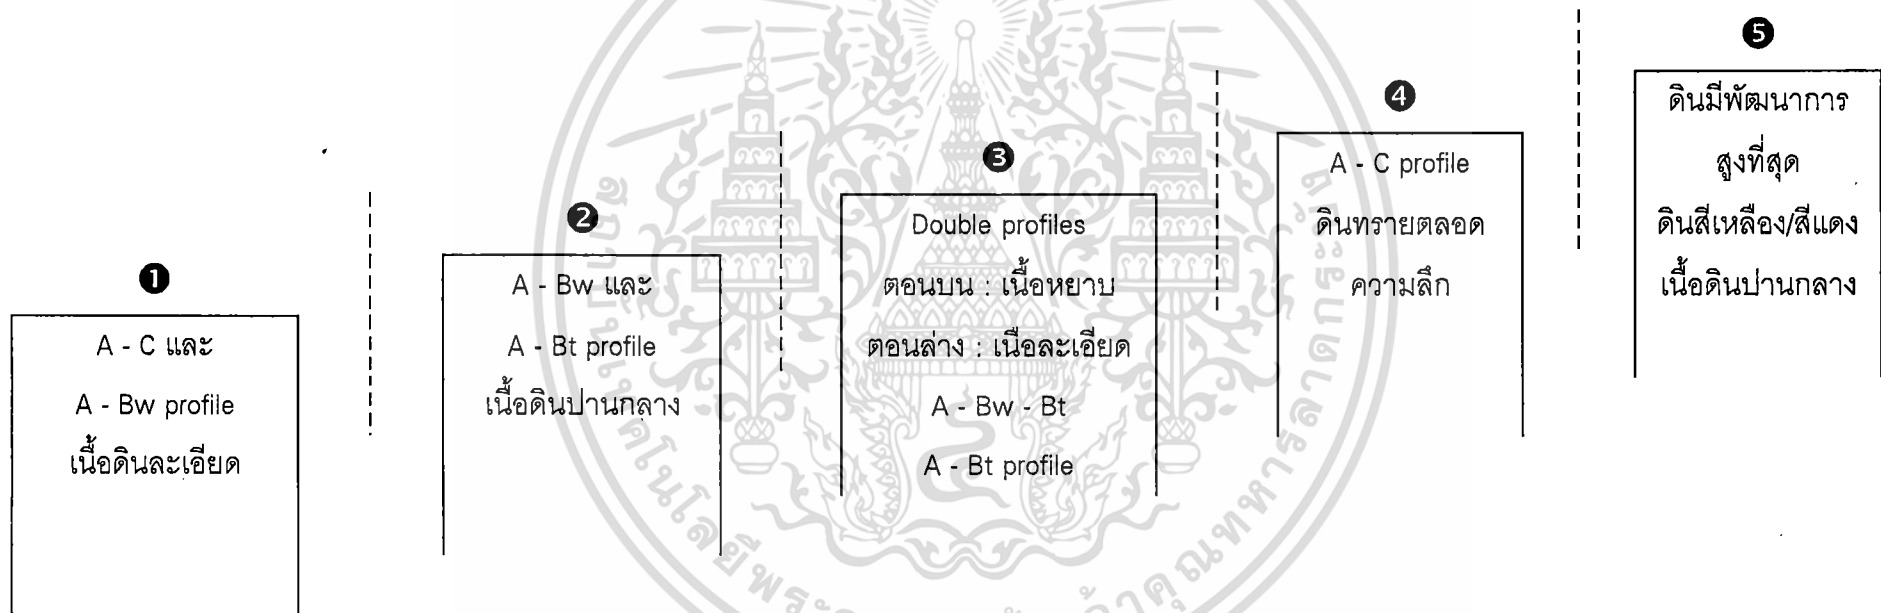 ❶
A - C และ
A - Bw profile
เนื้อดินละเอียด
❷
A - Bw และ
A - Bt profile
เนื้อดินปานกลาง
❸
Double profiles
ตอนบน : เนื้อหยาบ
ตอนล่าง : เนื้อละเอียด
A - Bw - Bt
A - Bt profile
❹
A - C profile
ดินทรายตลอด
ความลึก
❺
ดินมีพัฒนาการ
สูงที่สุด
ดินสีเหลือง/สีแดง
เนื้อดินปานกลาง